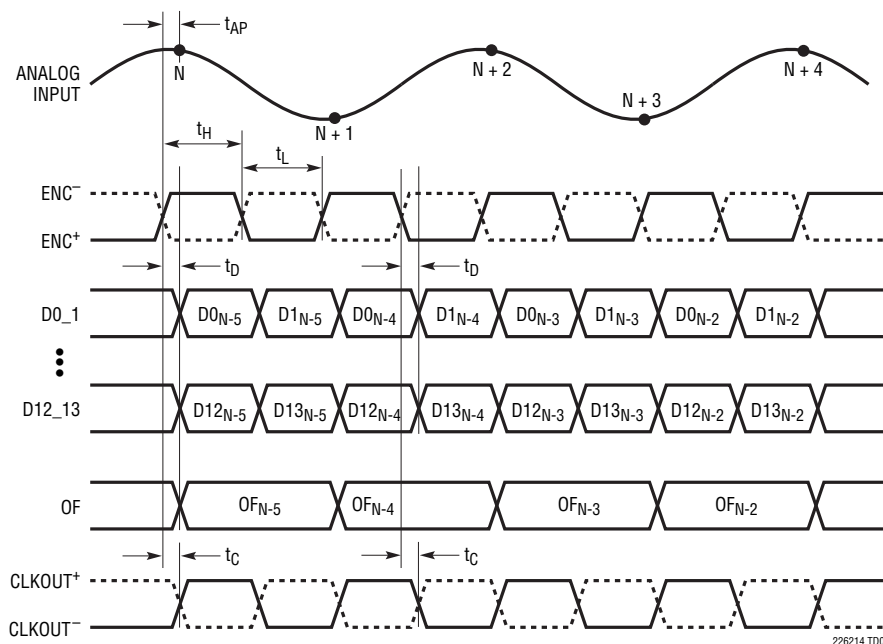 tAP
ANALOG
INPUT
N
N + 1
N + 2
N + 3
N + 4
tH
tL
ENC–
ENC+
tD
tD
D0_1
D0N-5
D1N-5
D0N-4
D1N-4
D0N-3
D1N-3
D0N-2
D1N-2
D12_13
D12N-5
D13N-5
D12N-4
D13N-4
D12N-3
D13N-3
D12N-2
D13N-2
OF
OFN-5
OFN-4
OFN-3
OFN-2
tC
tC
CLKOUT+
CLKOUT–